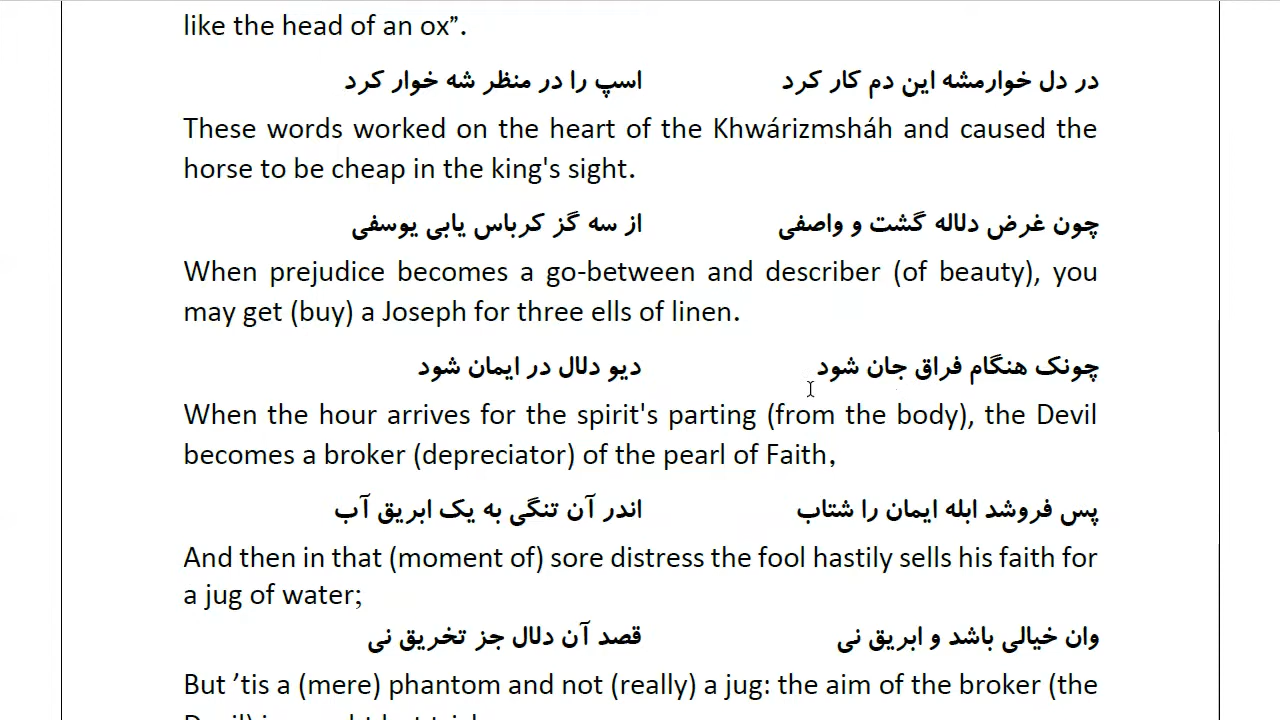 like the head of an ox”.
در دل خوارمشه این دم کار کرد اسپ را در منظر شه خوار کرد
These words worked on the heart of the Khwárizmsháh and caused the
horse to be cheap in the king's sight.
چون غرض دلاله گشت و واصفی از سه گز کرباس یابی یوسفی
When prejudice becomes a go-between and describer (of beauty), you
may get (buy) a Joseph for three ells of linen.
چونک هنگام فراق جان شود دیو دلال در ایمان شود
When the hour arrives for the spirit's parting (from the body), the Devil
becomes a broker (depreciator) of the pearl of Faith,
پس فروشد ابله ایمان را شتاب اندر آن تنگی به یک ابریق آب
And then in that (moment of) sore distress the fool hastily sells his faith for
a jug of water;
وان خیالی باشد و ابریق نی قصد آن دلال جز تخریق نی
But ’tis a (mere) phantom and not (really) a jug: the aim of the broker (the